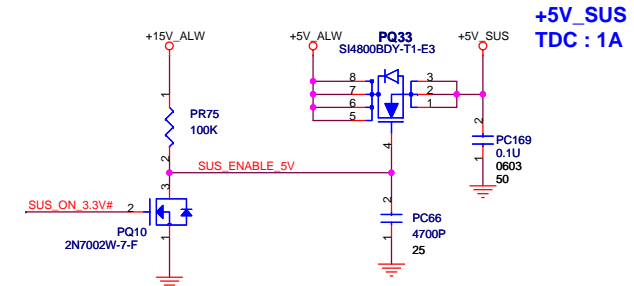 +5V_SUS
TDC : 1A
+15V_ALW
+5V_ALW
PQ33
SI4800BDY-T1-E3
+5V_SUS
8
7
6
5
3
2
1
4
1
PR75
100K
2
2
PC169
0.1U
0603
50
1
SUS_ENABLE_5V
3
SUS_ON_3.3V#
2
PQ10
2N7002W-7-F
1
2
PC66
4700P
25
1